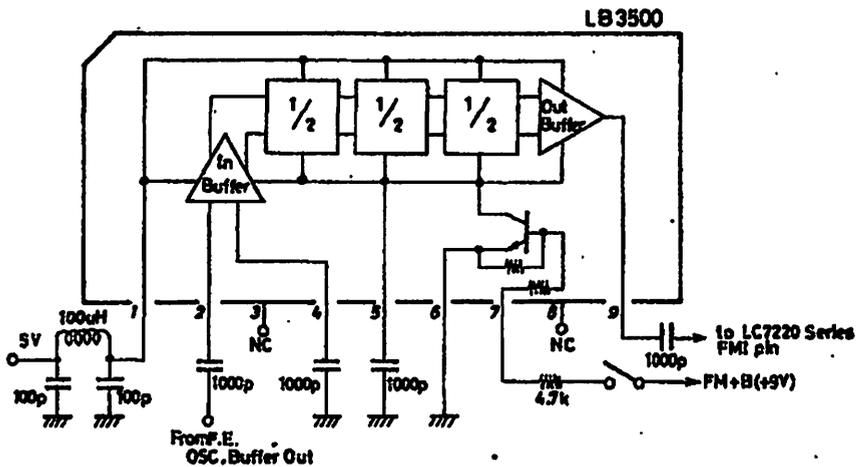 LB3500
1/2
1/2
1/2
Out
Buffer
In
Buffer
1
2
3
4
5
6
7
8
9
5V
100uH
NC
NC
to LC7220 Series
FMI pin
1000p
100p
100p
1000p
1000p
1000p
4.7k
FM+B(+9V)
From F.E.
OSC. Buffer Out